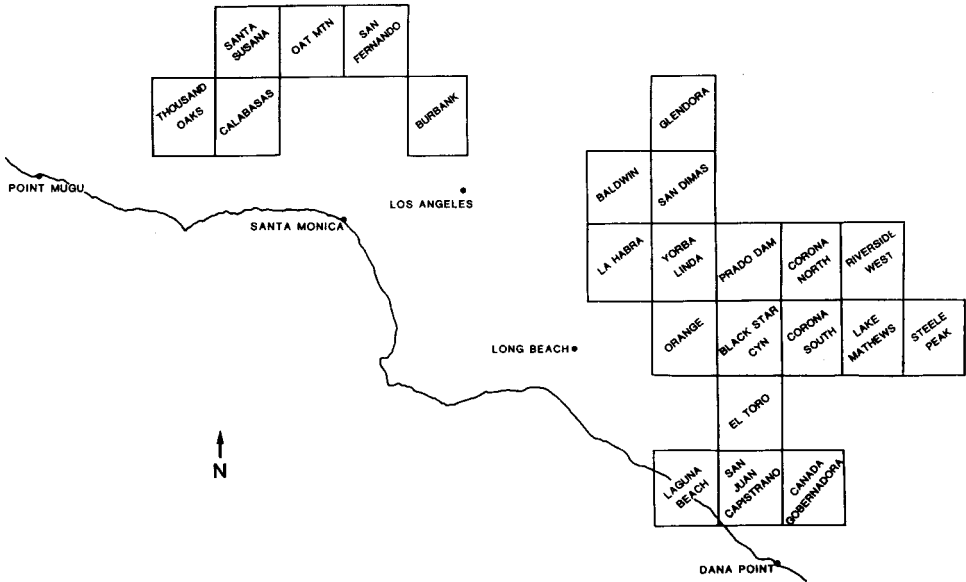 SANTA
SUSANA
OAT MTN
SAN
FERNANDO
THOUSAND
OAKS
CALABASAS
BURBANK
GLENDORA
BALDWIN
SAN DIMAS
POINT MUGU
LOS ANGELES
SANTA MONICA
LA HABRA
YORBA
LINDA
PRADO DAM
CORONA
NORTH
RIVERSIDE
WEST
ORANGE
BLACK STAR
CYN
CORONA
SOUTH
LAKE
MATHEWS
STEELE
PEAK
LONG BEACH
EL TORO
N
LAGUNA
BEACH
SAN
JUAN
CAPISTRANO
CANADA
GOBERNADORA
DANA POINT